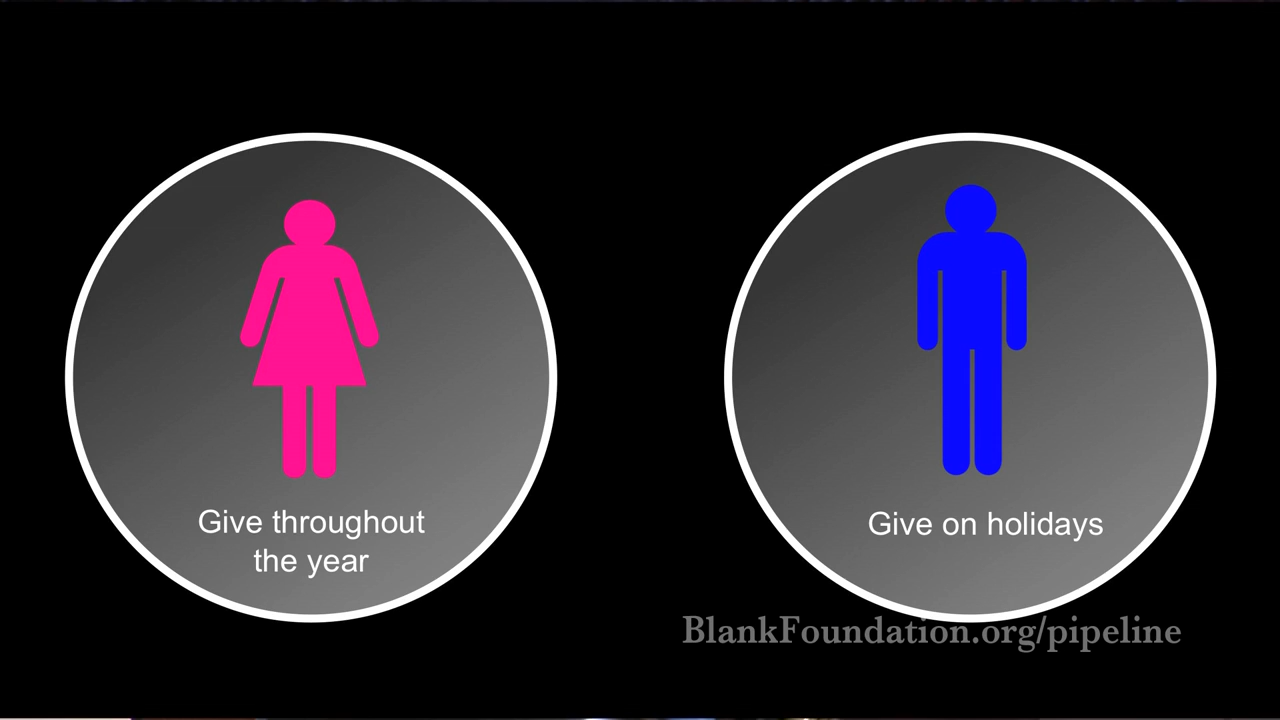 Give throughout
the year
Give on holidays
BlankFoundation.org/pipeline